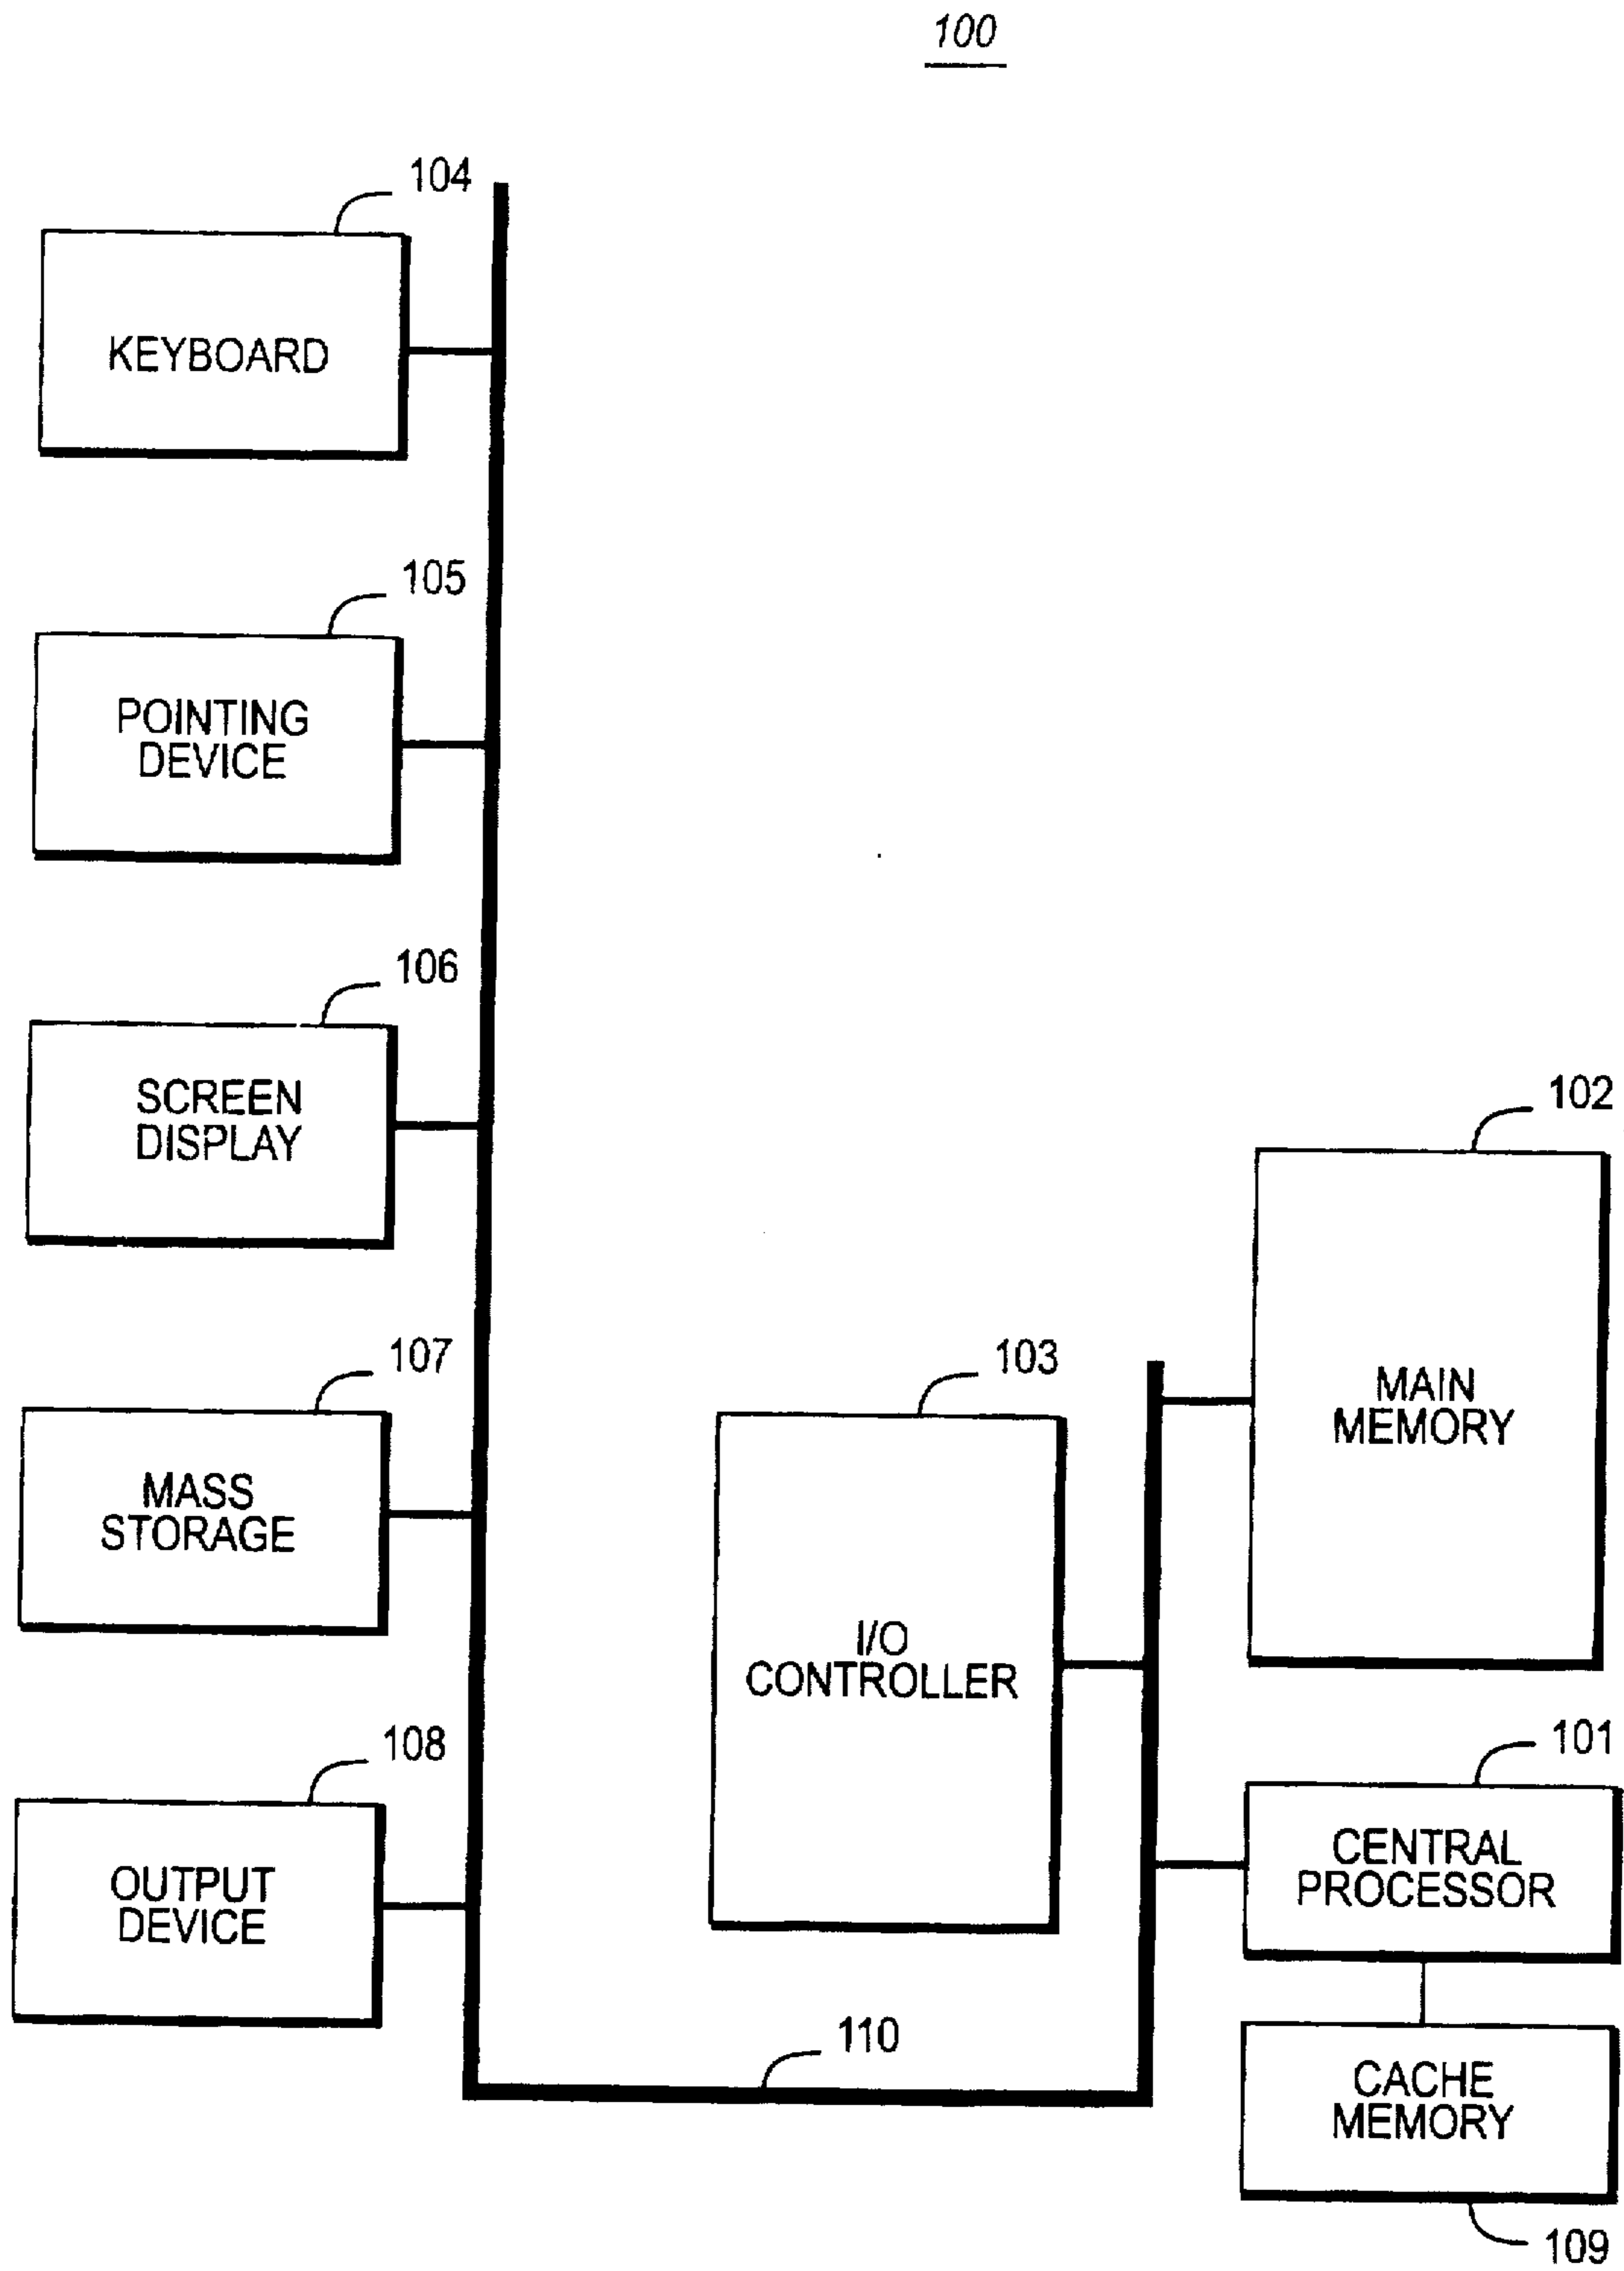 100
104
KEYBOARD
105
POINTING
DEVICE
106
SCREEN
DISPLAY
107
MASS
STORAGE
108
OUTPUT
DEVICE
103
I/O
CONTROLLER
110
102
MAIN
MEMORY
101
CENTRAL
PROCESSOR
CACHE
MEMORY
109